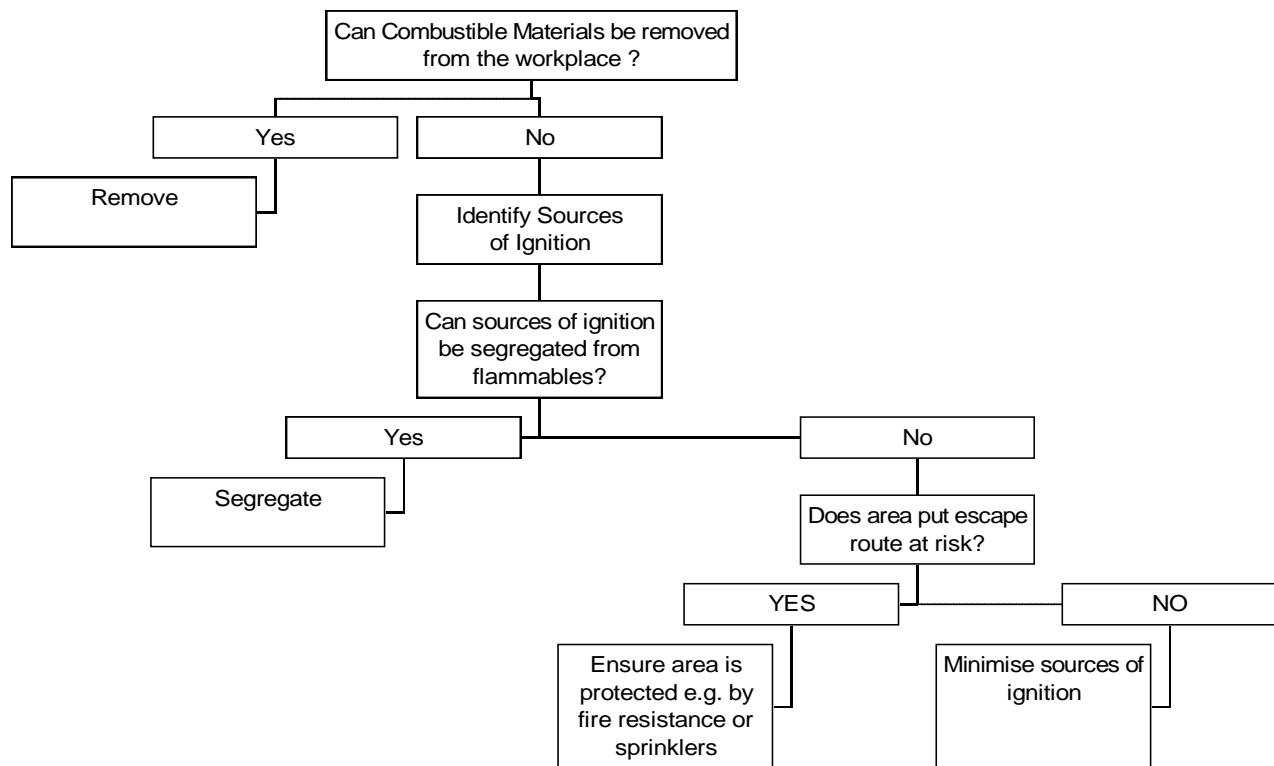 Can Combustible Materials be removed
from the workplace ?
Yes
No
Remove
Identify Sources
of Ignition
Can sources of ignition
be segregated from
flammables?
Yes
No
Segregate
Does area put escape
route at risk?
YES
NO
Ensure area is
protected e.g. by
fire resistance or
sprinklers
Minimise sources of
ignition